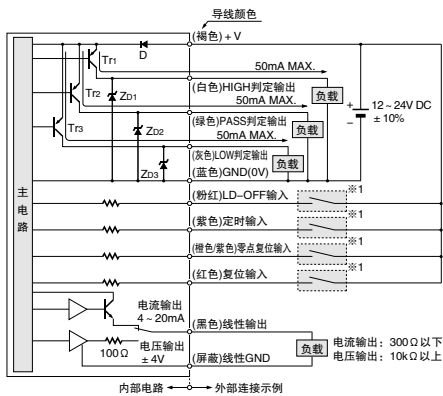 导线颜色
(褐色)+V
D
Tr1
50mA MAX.
(白色)HIGH判定输出
负载
ZD1
Tr2
50mA MAX.
(绿色)PASS判定输出
负载
+
12~24V DC
±10%
−
ZD2
Tr3
50mA MAX.
(灰色)LOW判定输出
负载
ZD3
(蓝色)GND(0V)
主电路
(粉红)LD-OFF输入
※1
(紫色)定时输入
※1
(橙色/紫色)零点复位输入
※1
(红色)复位输入
※1
电流输出
4~20mA
(黑色)线性输出
电压输出
±4V
100Ω
负载
电流输出：300Ω以下
电压输出：10kΩ以上
(屏蔽)线性GND
内部电路
外部连接示例